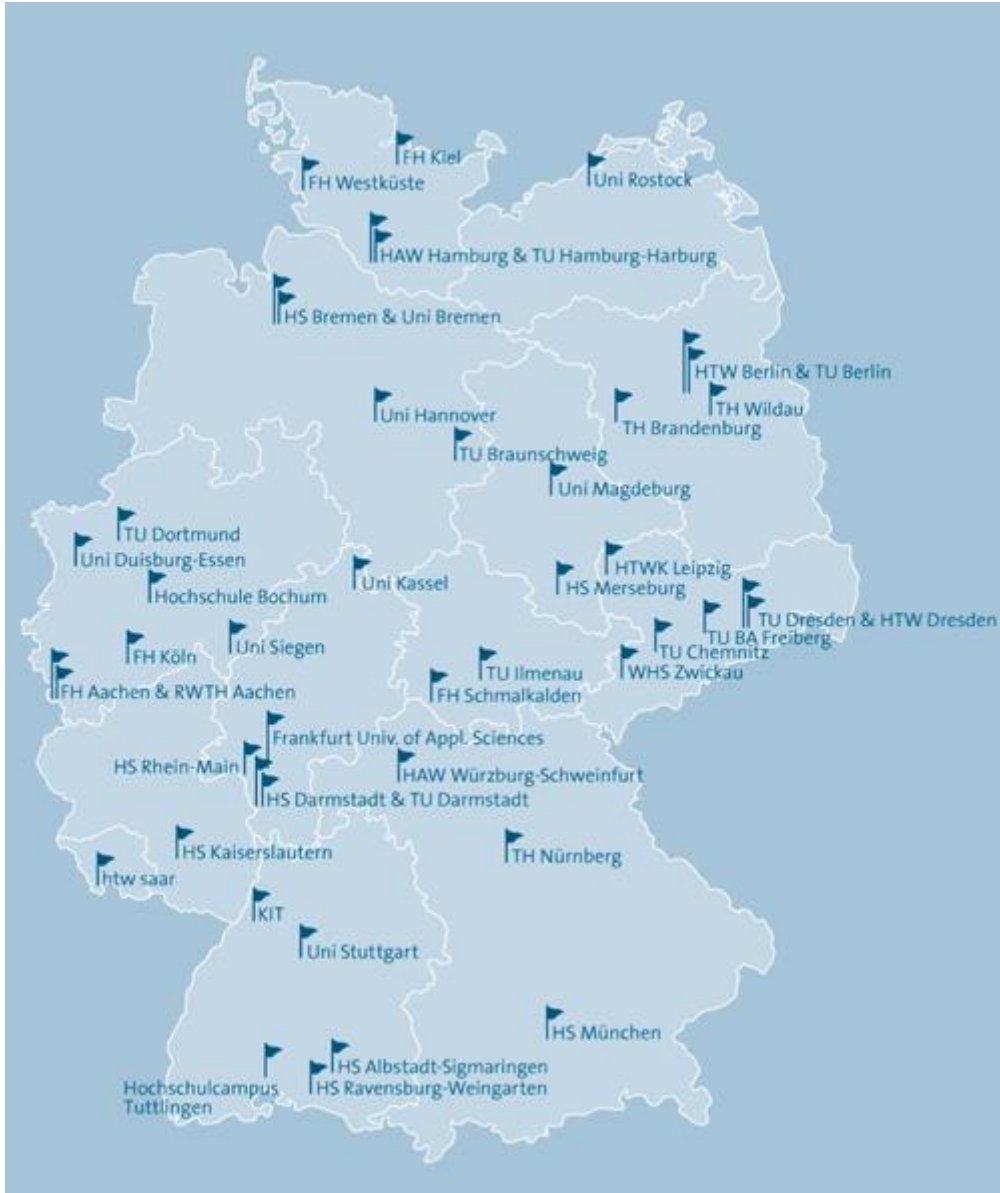 FH Kiel
FH Westküste
Uni Rostock
HAW Hamburg & TU Hamburg-Harburg
HS Bremen & Uni Bremen
HTW Berlin & TU Berlin
TH Wildau
Uni Hannover
TH Brandenburg
TU Braunschweig
Uni Magdeburg
TU Dortmund
Uni Duisburg-Essen
HTWK Leipzig
Uni Kassel
HS Merseburg
Hochschule Bochum
TU Dresden & HTW Dresden
TU BA Freiberg
Uni Siegen
TU Chemnitz
FH Köln
WHS Zwickau
TU Ilmenau
FH Aachen & RWTH Aachen
FH Schmalkalden
Frankfurt Univ. of Appl. Sciences
HS Rhein-Main
HAW Würzburg-Schweinfurt
HS Darmstadt & TU Darmstadt
HS Kaiserslautern
TH Nürnberg
htw saar
KIT
Uni Stuttgart
HS München
HS Albstadt-Sigmaringen
HS Ravensburg-Weingarten
Hochschulcampus
Tuttlingen